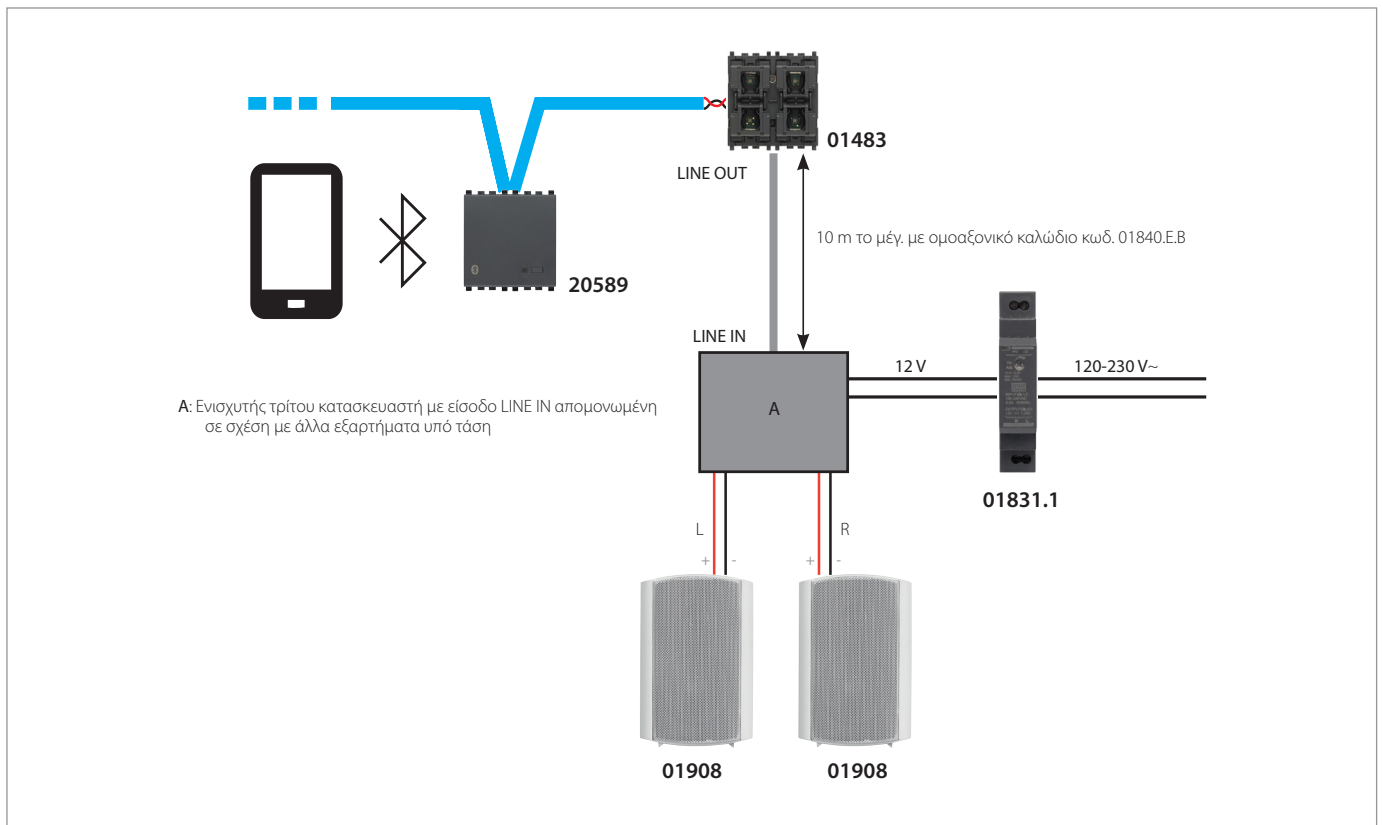 01483
LINE OUT
10 m το μέγ. με ομοαξονικό καλώδιο κωδ. 01840.E.B
20589
LINE IN
12 V
120-230 V~
A: Ενισχυτής τρίτου κατασκευαστή με είσοδο LINE IN απομονωμένη
σε σχέση με άλλα εξαρτήματα υπό τάση
A
01831.1
L
R
+
-
+
-
01908
01908